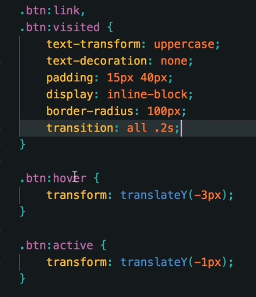 .btn:link,
.btn:visited {
text-transform: uppercase;
text-decoration: none;
padding: 15px 40px;
display: inline-block;
border-radius: 100px;
transition: all .2s;
}
.btn:hover {
transform: translateY(-3px);
}
.btn:active {
transform: translateY(-1px);
}